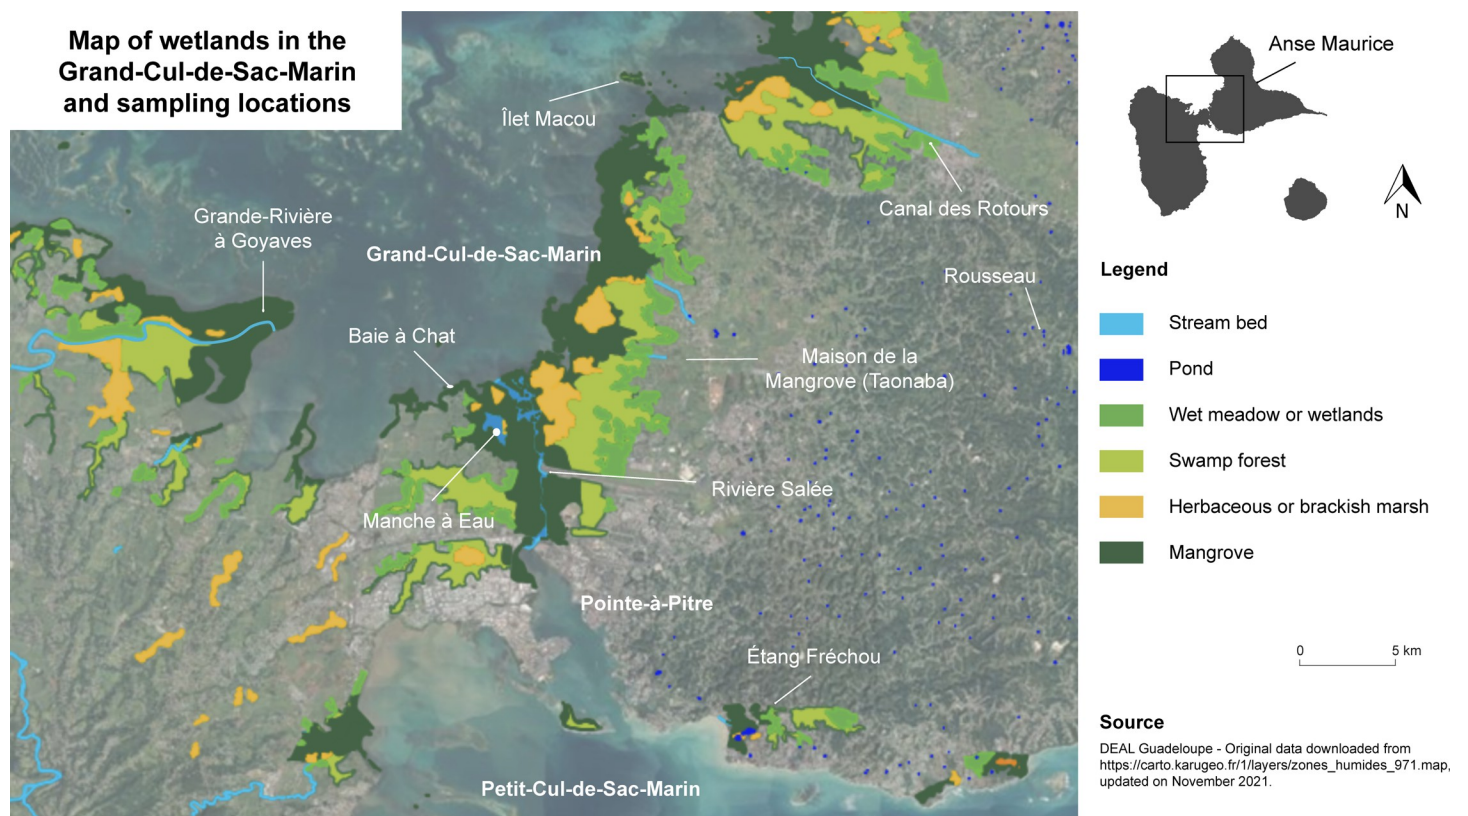 Map of wetlands in the
Grand-Cul-de-Sac-Marin
and sampling locations
Îlet Macou
Anse Maurice
N
Canal des Rotours
Grande-Rivière
à Goyaves
Grand-Cul-de-Sac-Marin
Rousseau
Baie à Chat
Maison de la
Mangrove (Taonaba)
Rivière Salée
Manche à Eau
Pointe-à-Pitre
Étang Fréchou
Petit-Cul-de-Sac-Marin
Legend
Stream bed
Pond
Wet meadow or wetlands
Swamp forest
Herbaceous or brackish marsh
Mangrove
0 5 km
Source
DEAL Guadeloupe - Original data downloaded from
https://carto.karugeo.fr/1/layers/zones_humides_971.map,
updated on November 2021.